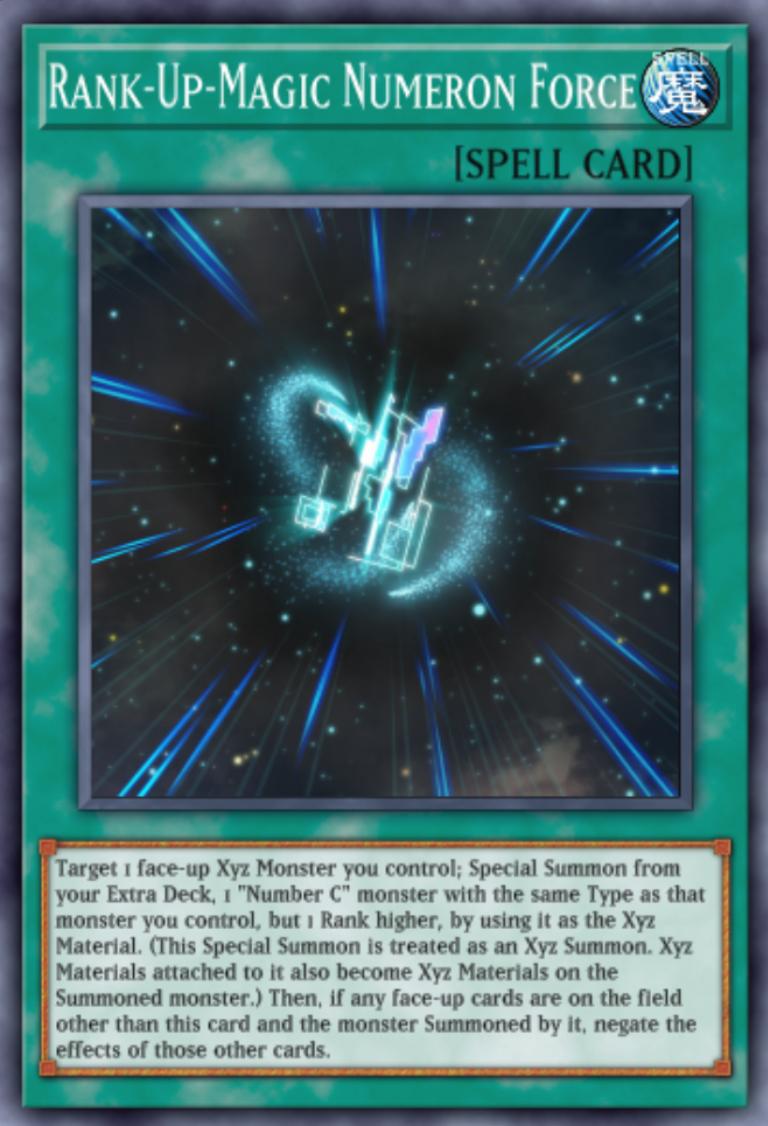 RANK-UP-MAGIC NUMERON FORCE
SPELL
魔
[SPELL CARD]
Target 1 face-up Xyz Monster you control; Special Summon from
your Extra Deck, 1 "Number C" monster with the same Type as that
monster you control, but 1 Rank higher, by using it as the Xyz
Material. (This Special Summon is treated as an Xyz Summon. Xyz
Materials attached to it also become Xyz Materials on the
Summoned monster.) Then, if any face-up cards are on the field
other than this card and the monster Summoned by it, negate the
effects of those other cards.